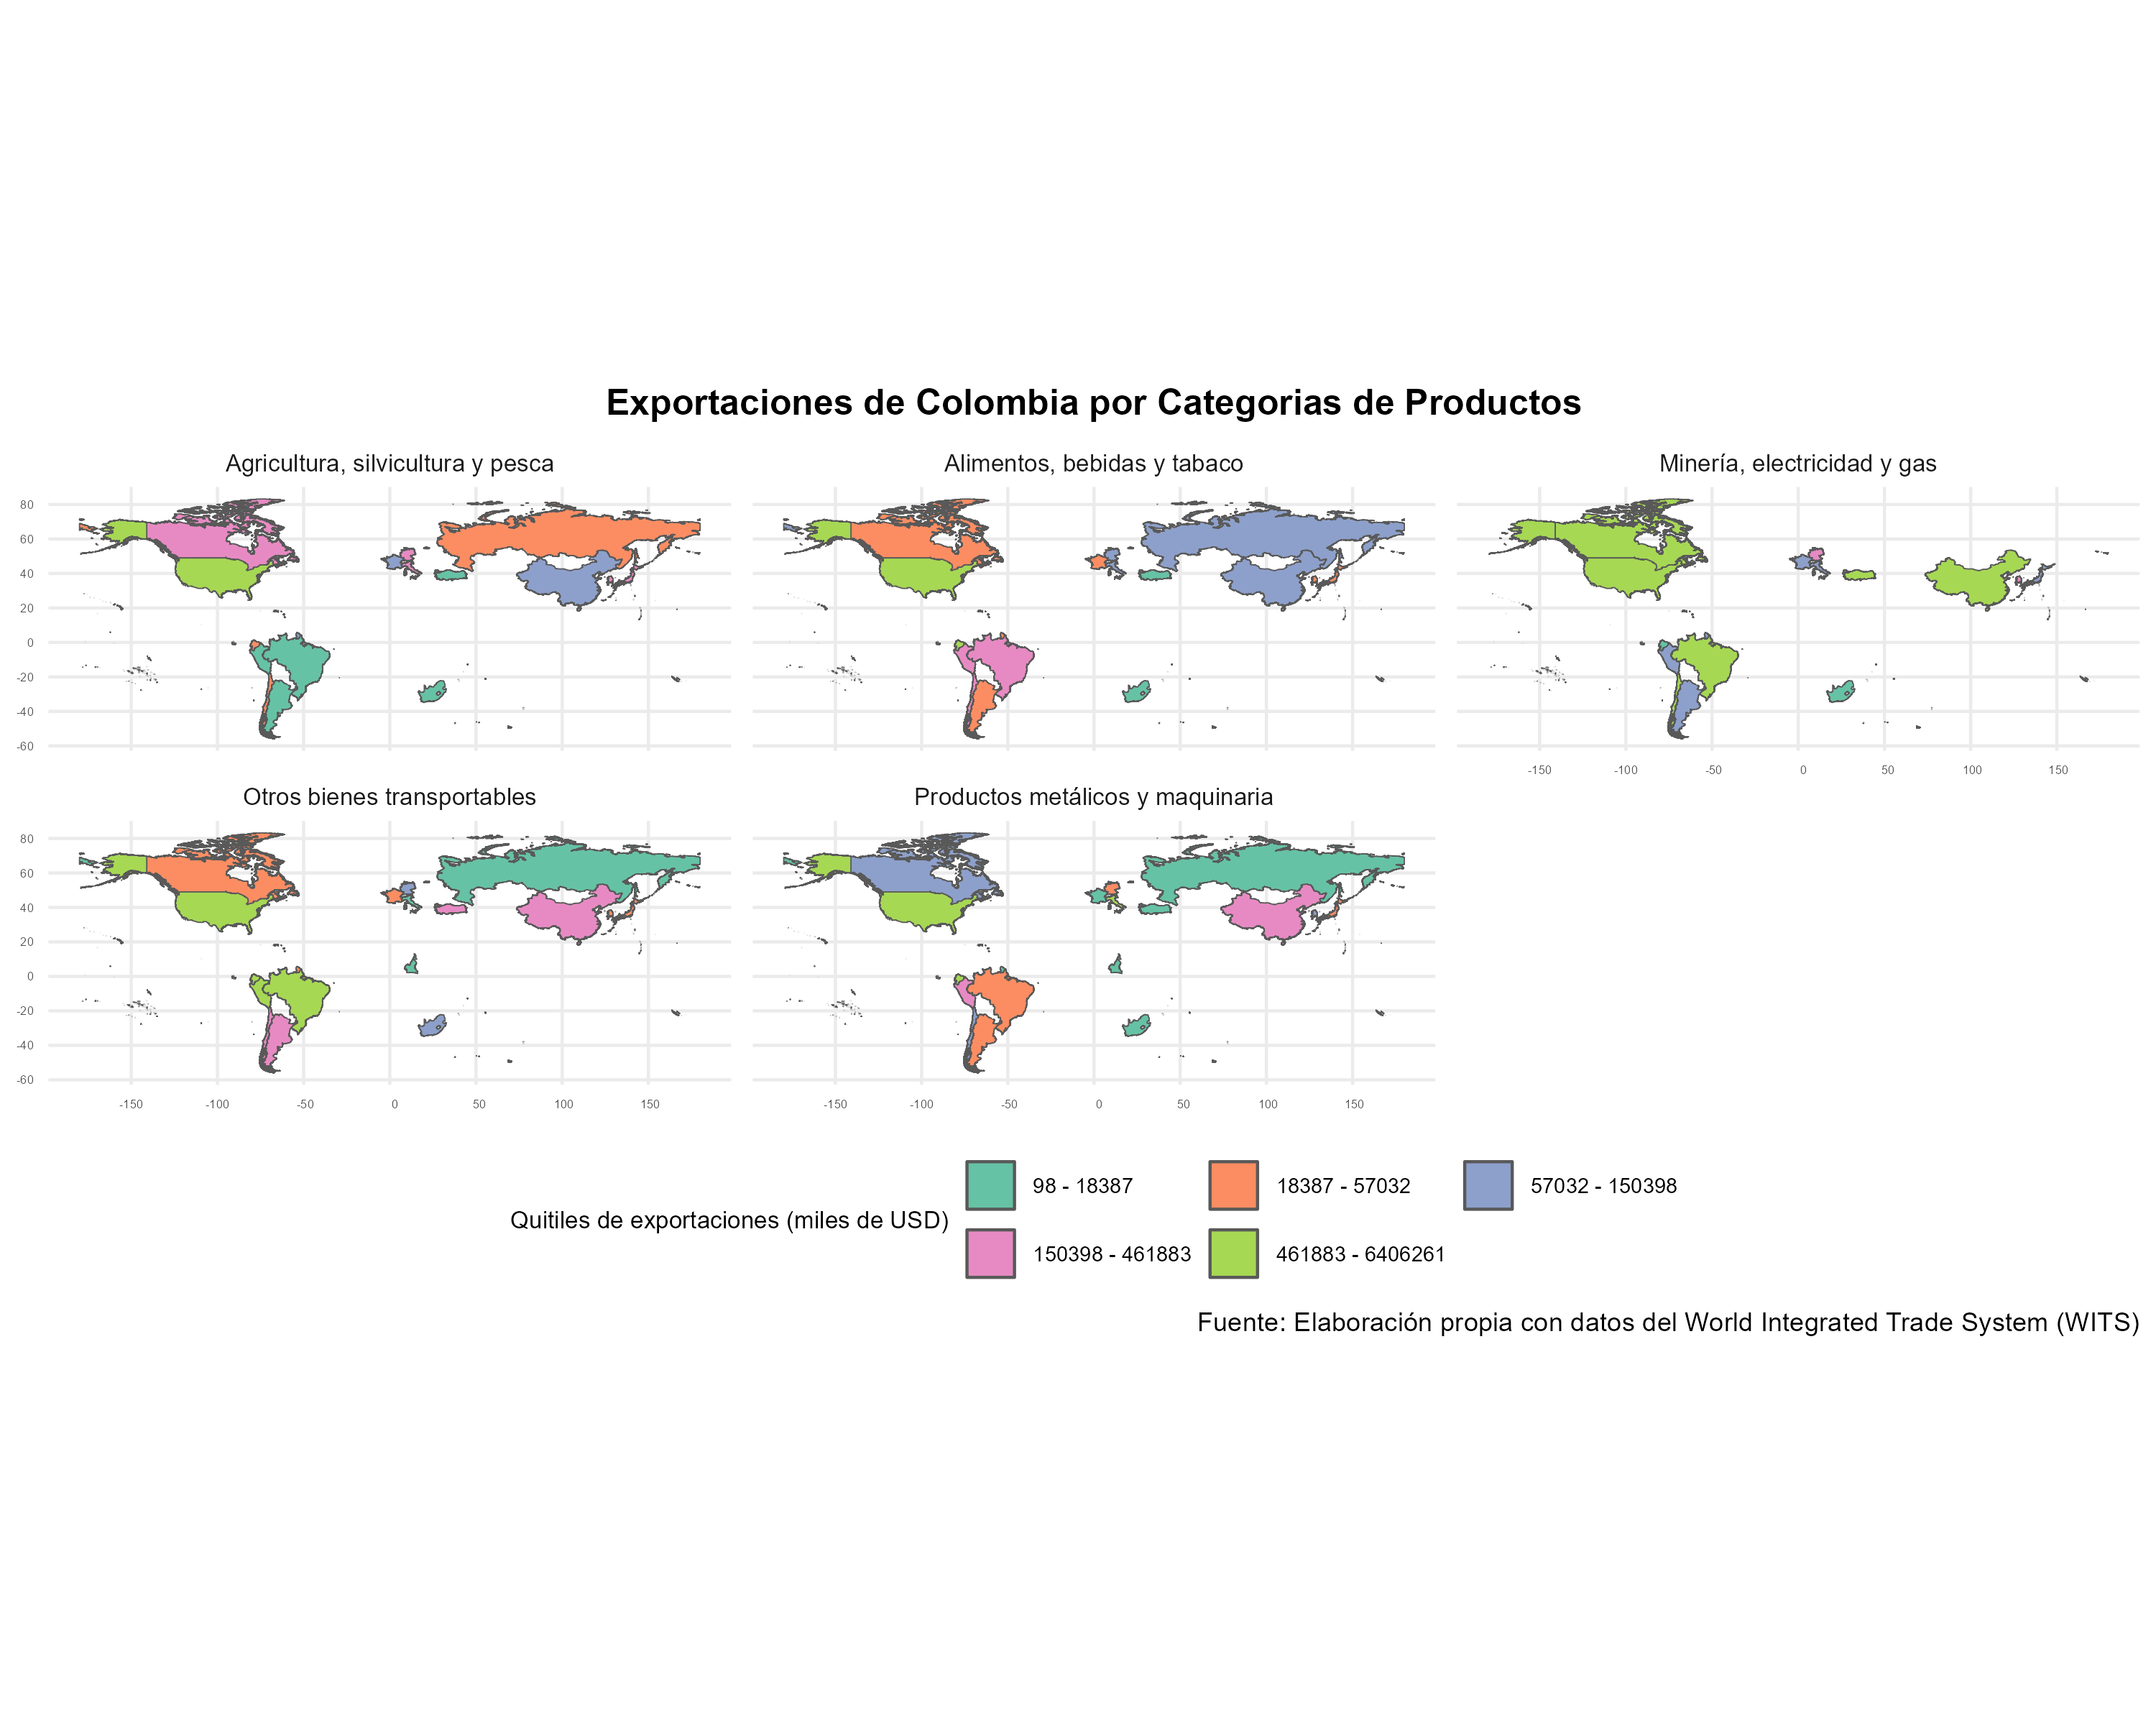 Exportaciones de Colombia por Categorias de Productos
Agricultura, silvicultura y pesca
Alimentos, bebidas y tabaco
Minería, electricidad y gas
80
60
40
20
0
-20
-40
-60
-150 -100 -50 0 50 100 150
Otros bienes transportables
Productos metálicos y maquinaria
80
60
40
20
0
-20
-40
-60
-150 -100 -50 0 50 100 150
-150 -100 -50 0 50 100 150
Quitiles de exportaciones (miles de USD)
98 - 18387
18387 - 57032
57032 - 150398
150398 - 461883
461883 - 6406261
Fuente: Elaboración propia con datos del World Integrated Trade System (WITS)